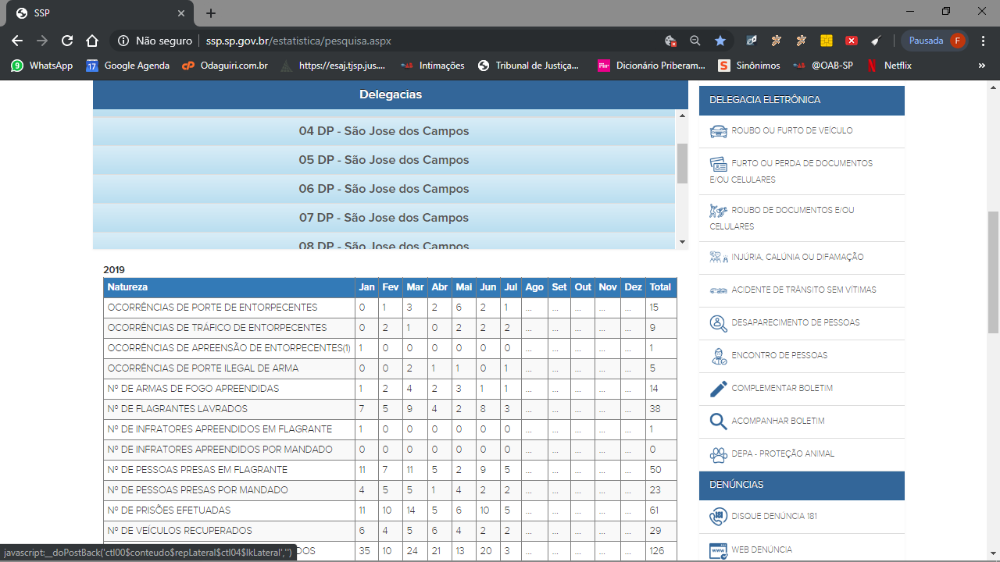 SSP
Não seguro ssp.sp.gov.br/estatistica/pesquisa.aspx
Pausada F
9 WhatsApp
17 Google Agenda
Odaguiri.com.br
https://esaj.tjsp.jus....
Intimações
Tribunal de Justiça...
Dicionário Priberam...
S Sinônimos
@OAB-SP
Netflix
»
Delegacias
04 DP - São Jose dos Campos
05 DP - São Jose dos Campos
06 DP - São Jose dos Campos
07 DP - São Jose dos Campos
08 DP - São Jose dos Campos
2019
Natureza Jan Fev Mar Abr Mai Jun Jul Ago Set Out Nov Dez Total
OCORRÊNCIAS DE PORTE DE ENTORPECENTES 0 1 3 2 6 2 1 ... ... ... ... ... 15
OCORRÊNCIAS DE TRÁFICO DE ENTORPECENTES 0 2 1 0 2 2 2 ... ... ... ... ... 9
OCORRÊNCIAS DE APREENSÃO DE ENTORPECENTES(1) 1 0 0 0 0 0 0 ... ... ... ... ... 1
OCORRÊNCIAS DE PORTE ILEGAL DE ARMA 0 0 2 1 1 0 1 ... ... ... ... ... 5
Nº DE ARMAS DE FOGO APREENDIDAS 1 2 4 2 3 1 1 ... ... ... ... ... 14
Nº DE FLAGRANTES LAVRADOS 7 5 9 4 2 8 3 ... ... ... ... ... 38
Nº DE INFRATORES APREENDIDOS EM FLAGRANTE 1 0 0 0 0 0 0 ... ... ... ... ... 1
Nº DE INFRATORES APREENDIDOS POR MANDADO 0 0 0 0 0 0 0 ... ... ... ... ... 0
Nº DE PESSOAS PRESAS EM FLAGRANTE 11 7 11 5 2 9 5 ... ... ... ... ... 50
Nº DE PESSOAS PRESAS POR MANDADO 4 5 5 1 4 2 2 ... ... ... ... ... 23
Nº DE PRISÕES EFETUADAS 11 10 14 5 6 10 5 ... ... ... ... ... 61
Nº DE VEÍCULOS RECUPERADOS 6 4 5 6 4 2 2 ... ... ... ... ... 29
DOS 35 10 24 21 13 20 3 ... ... ... ... ... 126
javascript:__doPostBack('ctl00$conteudo$repLateral$ctl04$lkLateral','')
DELEGACIA ELETRÔNICA
ROUBO OU FURTO DE VEÍCULO
FURTO OU PERDA DE DOCUMENTOS
E/OU CELULARES
ROUBO DE DOCUMENTOS E/OU
CELULARES
INJÚRIA, CALÚNIA OU DIFAMAÇÃO
ACIDENTE DE TRÂNSITO SEM VÍTIMAS
DESAPARECIMENTO DE PESSOAS
ENCONTRO DE PESSOAS
COMPLEMENTAR BOLETIM
ACOMPANHAR BOLETIM
DEPA - PROTEÇÃO ANIMAL
DENÚNCIAS
181 DISQUE DENÚNCIA 181
WWW WEB DENÚNCIA